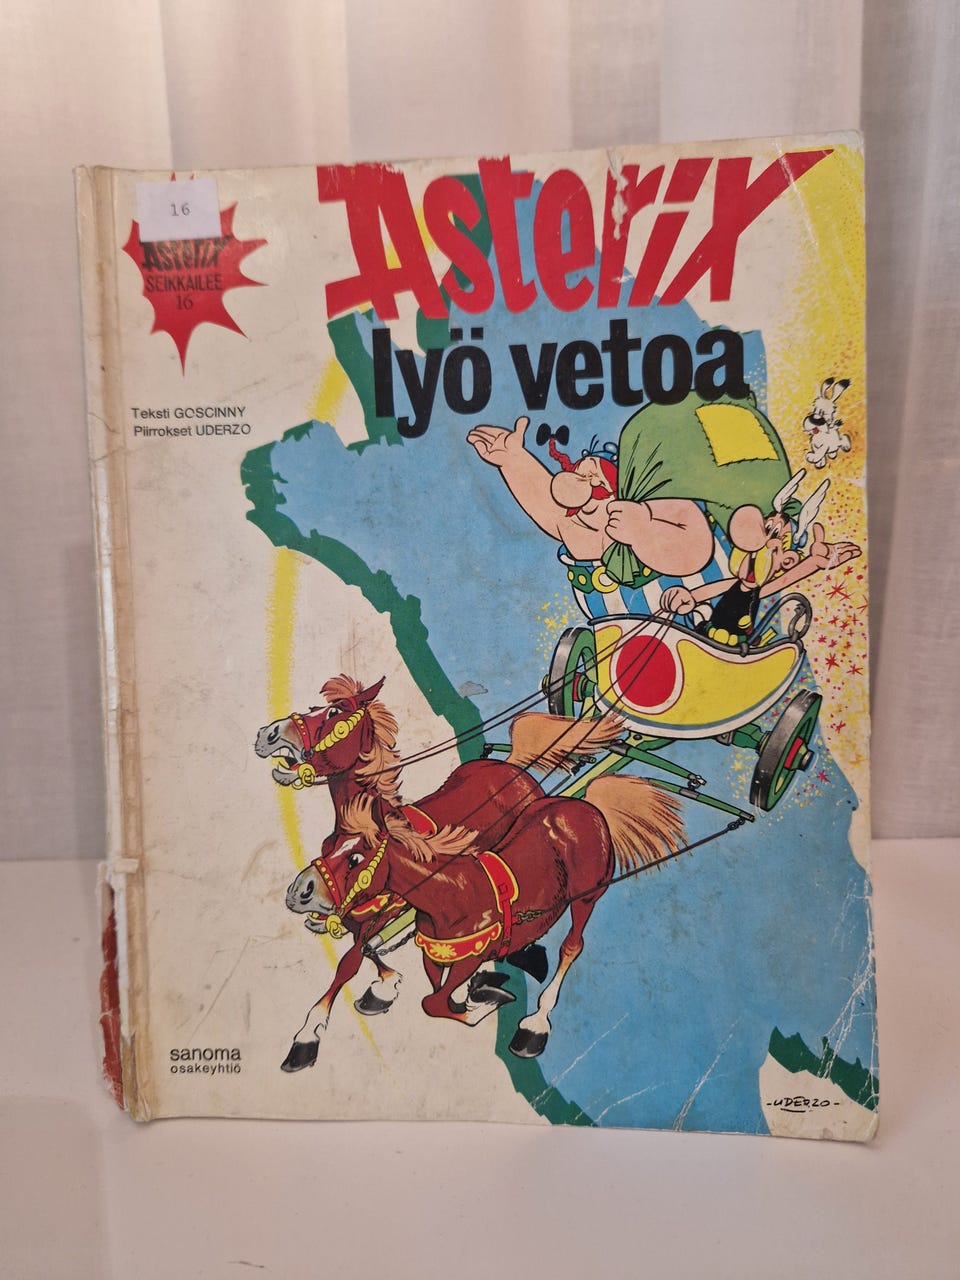 16
Asterix
SEIKKAILEE
16
Asterix
lyö vetoa
Teksti GOSCINNY
Piirrokset UDERZO
sanoma
osakeyhtiö
-UDERZO-